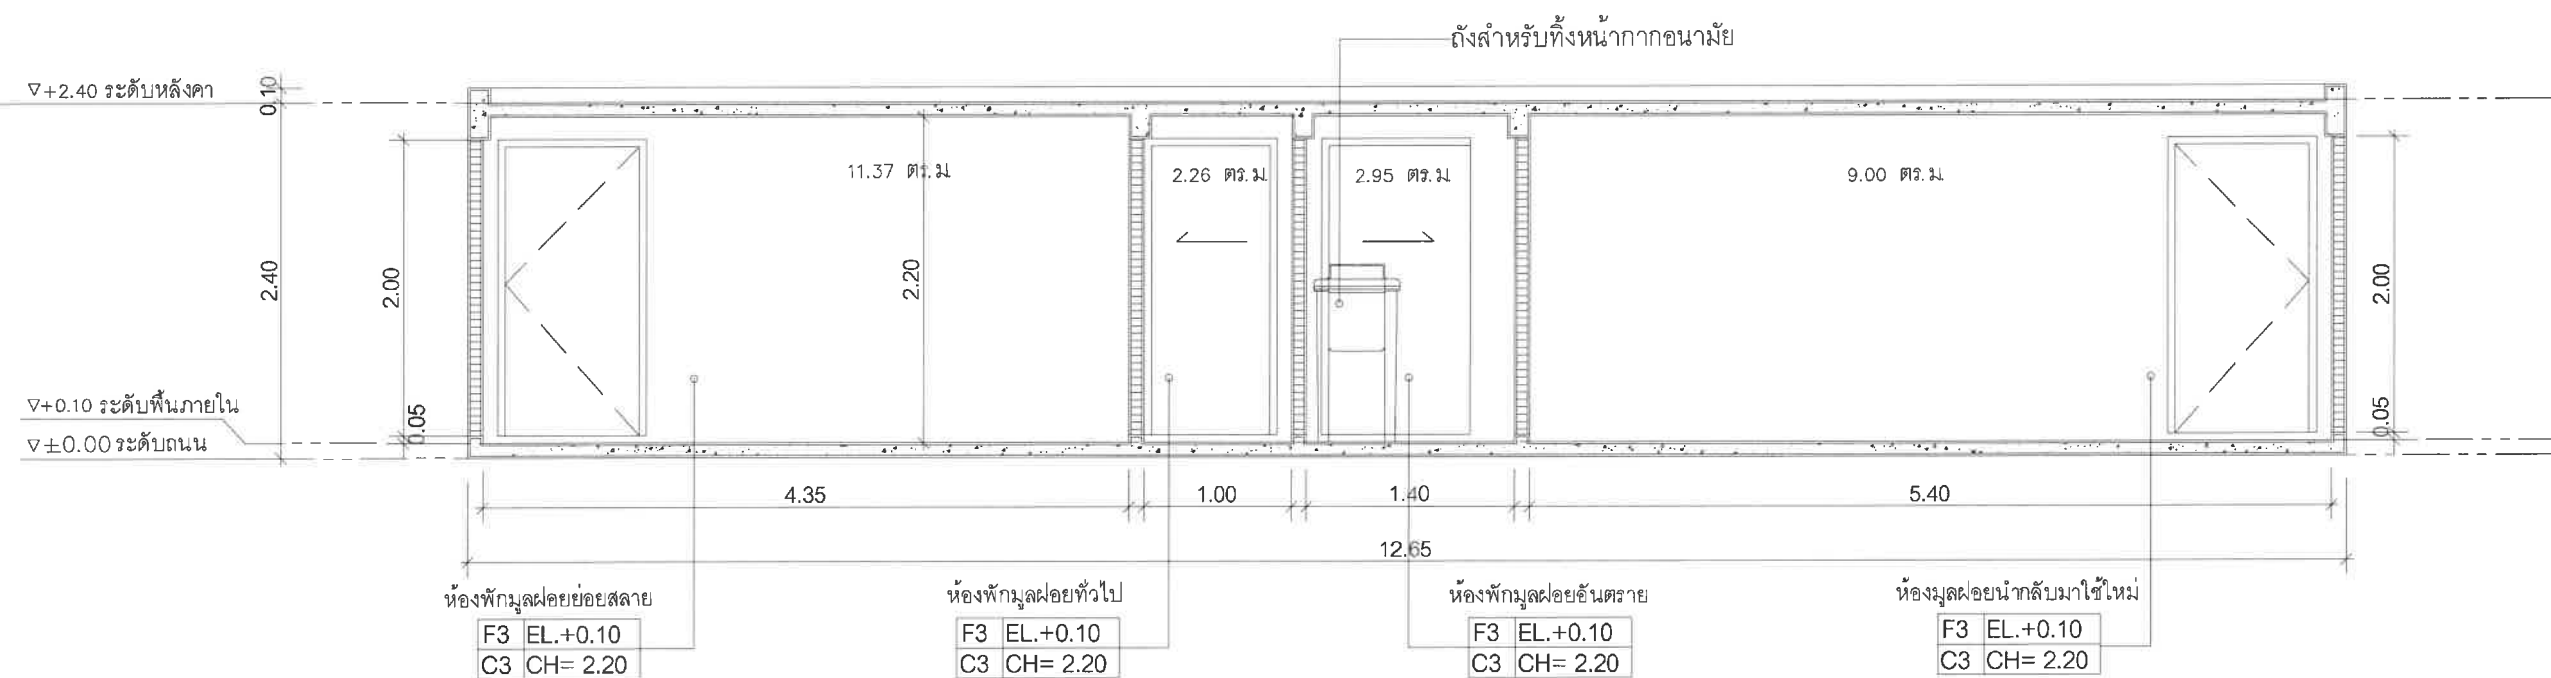 ถังสำหรับทิ้งหน้ากากอนามัย
▽+2.40 ระดับหลังคา
0.10
11.37 ตร.ม
2.26 ตร.ม.
2.95 ตร.ม
9.00 ตร.ม.
2.40
2.00
2.20
2.00
▽+0.10 ระดับพื้นภายใน
0.05
0.05
▽±0.00 ระดับถนน
4.35
1.00
1.40
5.40
12.65
ห้องพักมูลฝอยย่อยสลาย
F3 EL.+0.10
C3 CH= 2.20
ห้องพักมูลฝอยทั่วไป
F3 EL.+0.10
C3 CH= 2.20
ห้องพักมูลฝอยอันตราย
F3 EL.+0.10
C3 CH= 2.20
ห้องมูลฝอยนำกลับมาใช้ใหม่
F3 EL.+0.10
C3 CH= 2.20